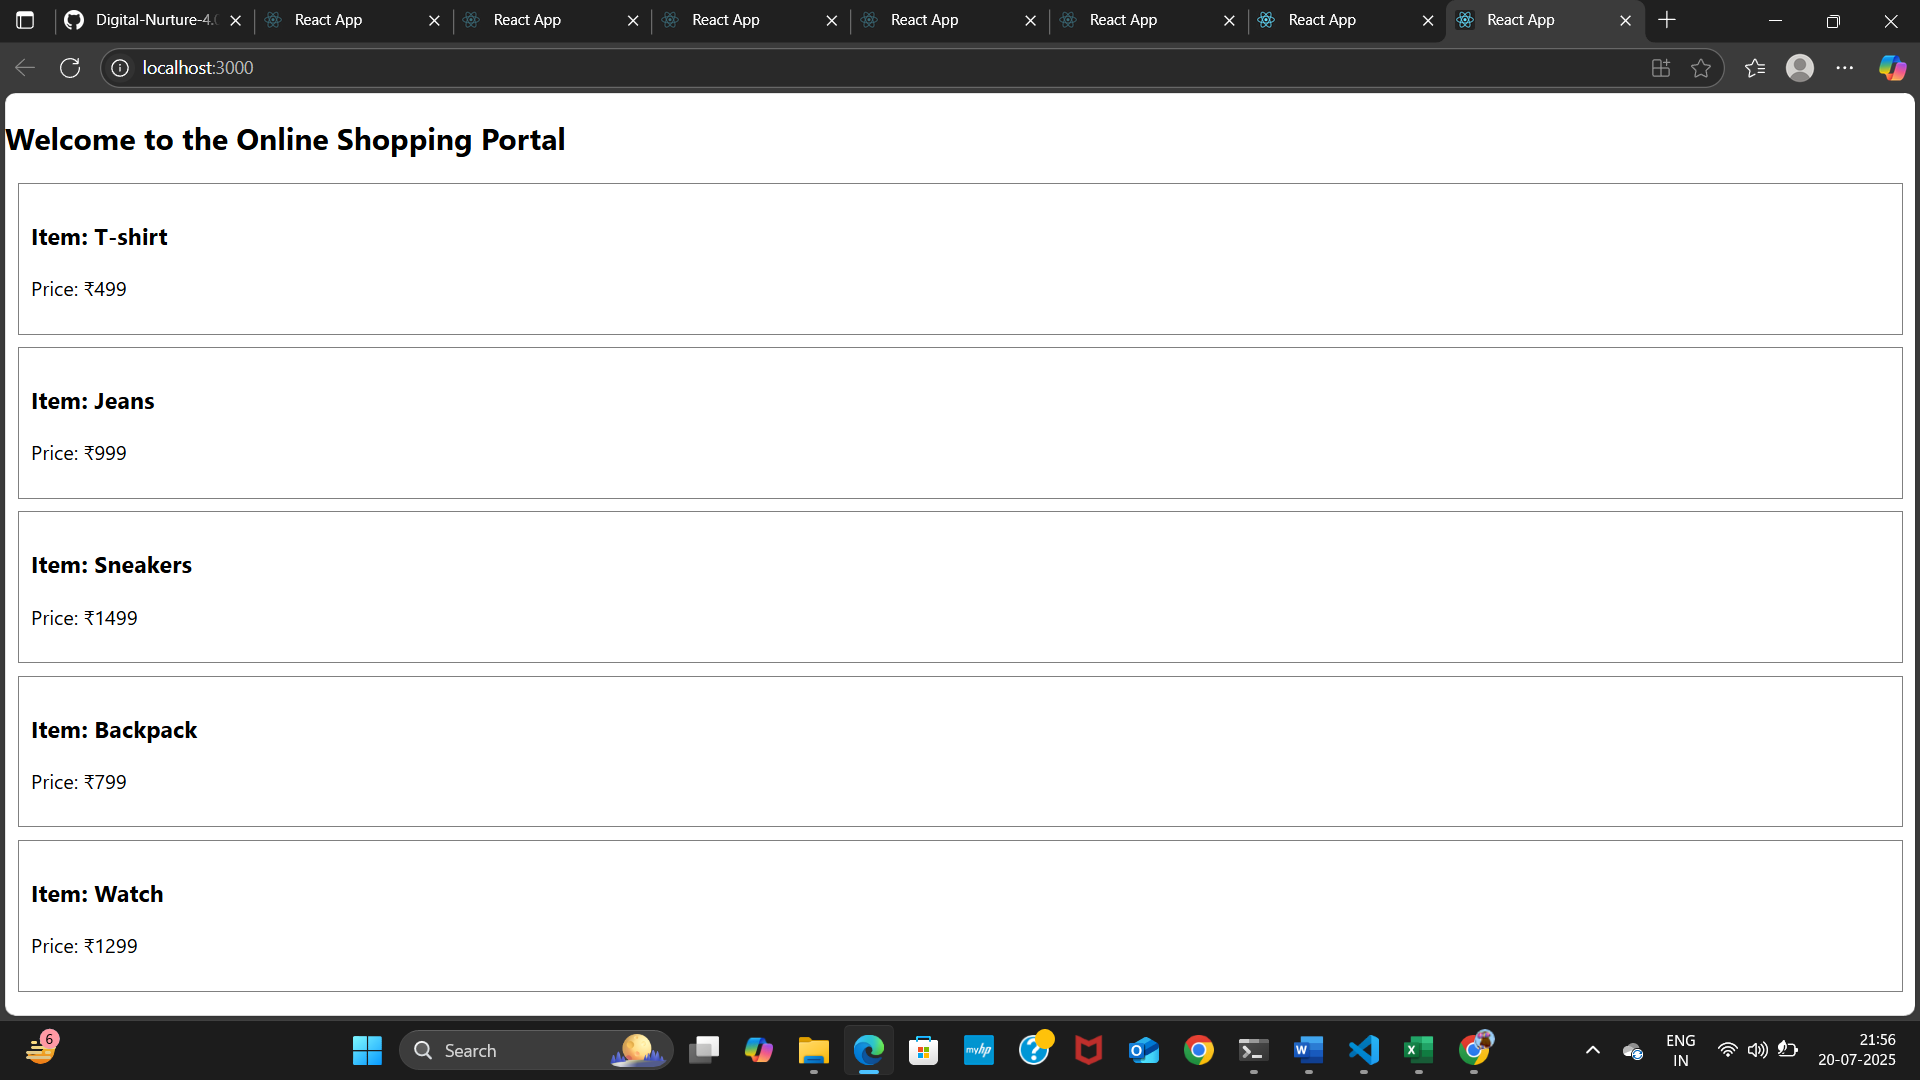 Digital-Nurture-4.0
React App
React App
React App
React App
React App
React App
React App
localhost:3000
Welcome to the Online Shopping Portal
Item: T-shirt
Price: ₹499
Item: Jeans
Price: ₹999
Item: Sneakers
Price: ₹1499
Item: Backpack
Price: ₹799
Item: Watch
Price: ₹1299
6
Search
myhp
ENG
IN
21:56
20-07-2025